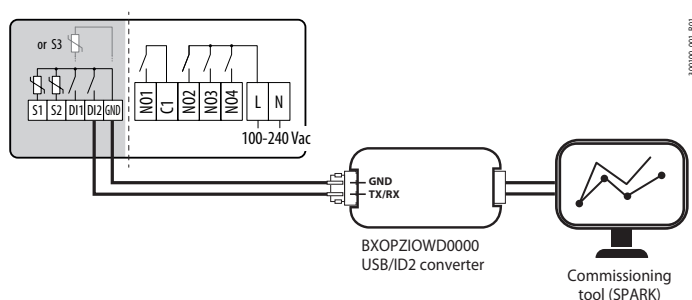 or S3
S1 S2 DI1 DI2 GND
NO1 C1 NO2 NO3 NO4 L N
100-240 Vac
GND
TX/RX
BXOPZIOWD0000
USB/ID2 converter
Commissioning
tool (SPARK)